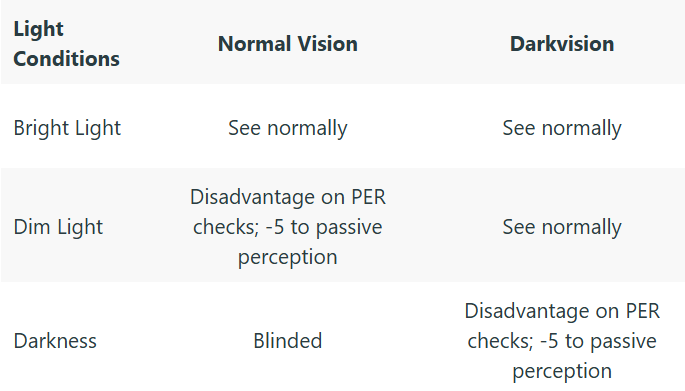 Light
Conditions
Normal Vision
Darkvision
Bright Light
See normally
See normally
Dim Light
Disadvantage on PER
checks; -5 to passive
perception
See normally
Darkness
Blinded
Disadvantage on PER
checks; -5 to passive
perception